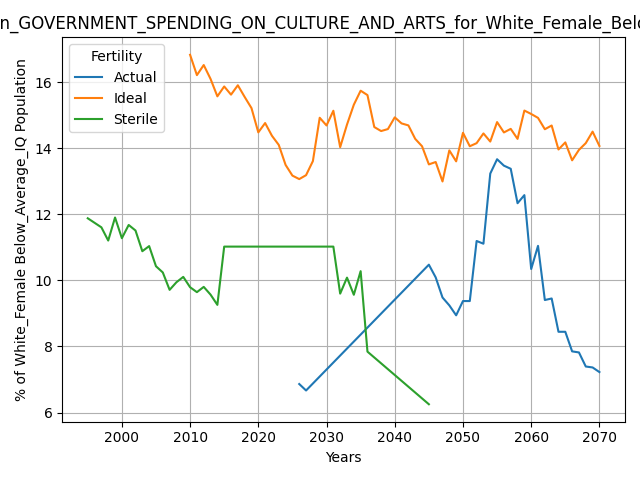 n_GOVERNMENT_SPENDING_ON_CULTURE_AND_ARTS_for_White_Female_Belo
Fertility
Actual
Ideal
Sterile
% of White_Female Below_Average_IQ Population
16
14
12
10
8
6
2000 2010 2020 2030 2040 2050 2060 2070
Years